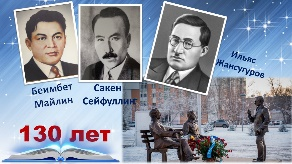 Беимбет
Майлин
Сакен
Сейфуллин
Ильяс
Жансугуров
130 лет